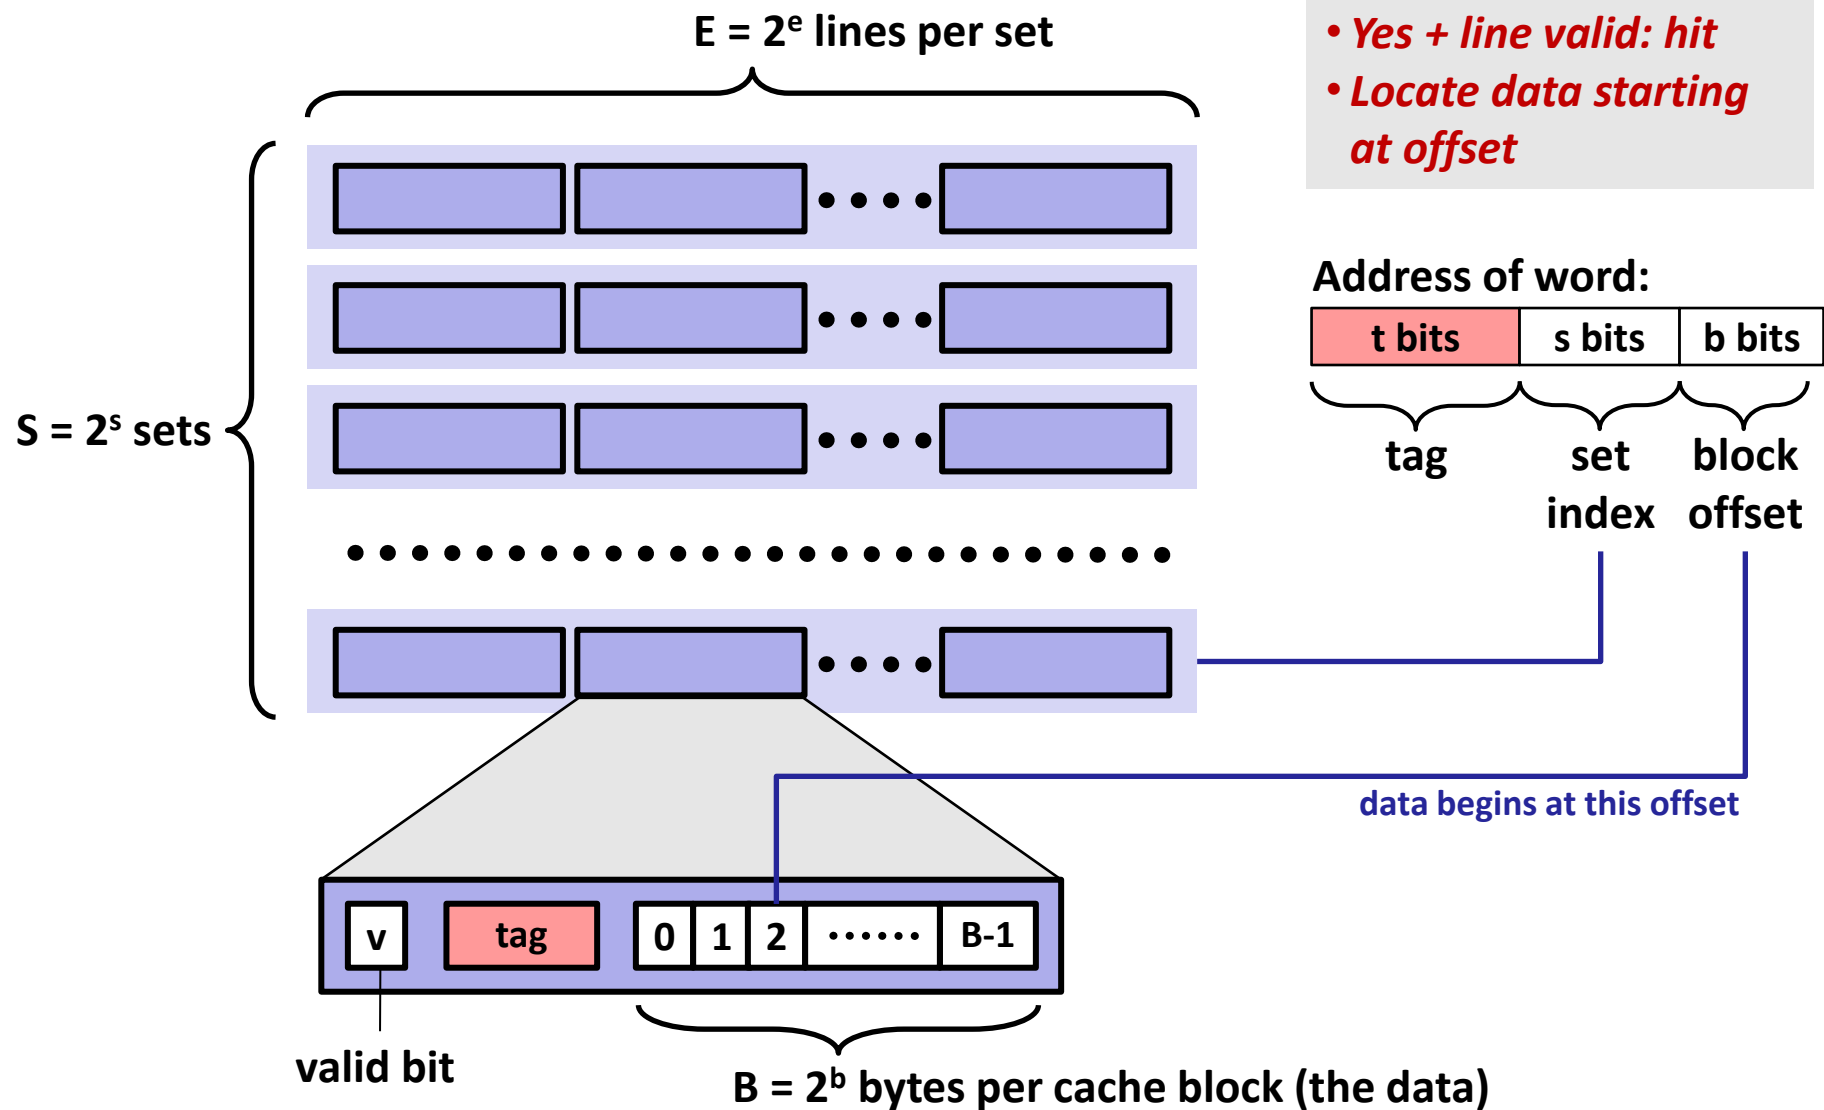 E = 2ᵉ lines per set
• Yes + line valid: hit
• Locate data starting
at offset
Address of word:
t bits s bits b bits
S = 2ˢ sets
tag set block
index offset
data begins at this offset
v tag 0 1 2 •••••• B-1
valid bit
B = 2ᵇ bytes per cache block (the data)